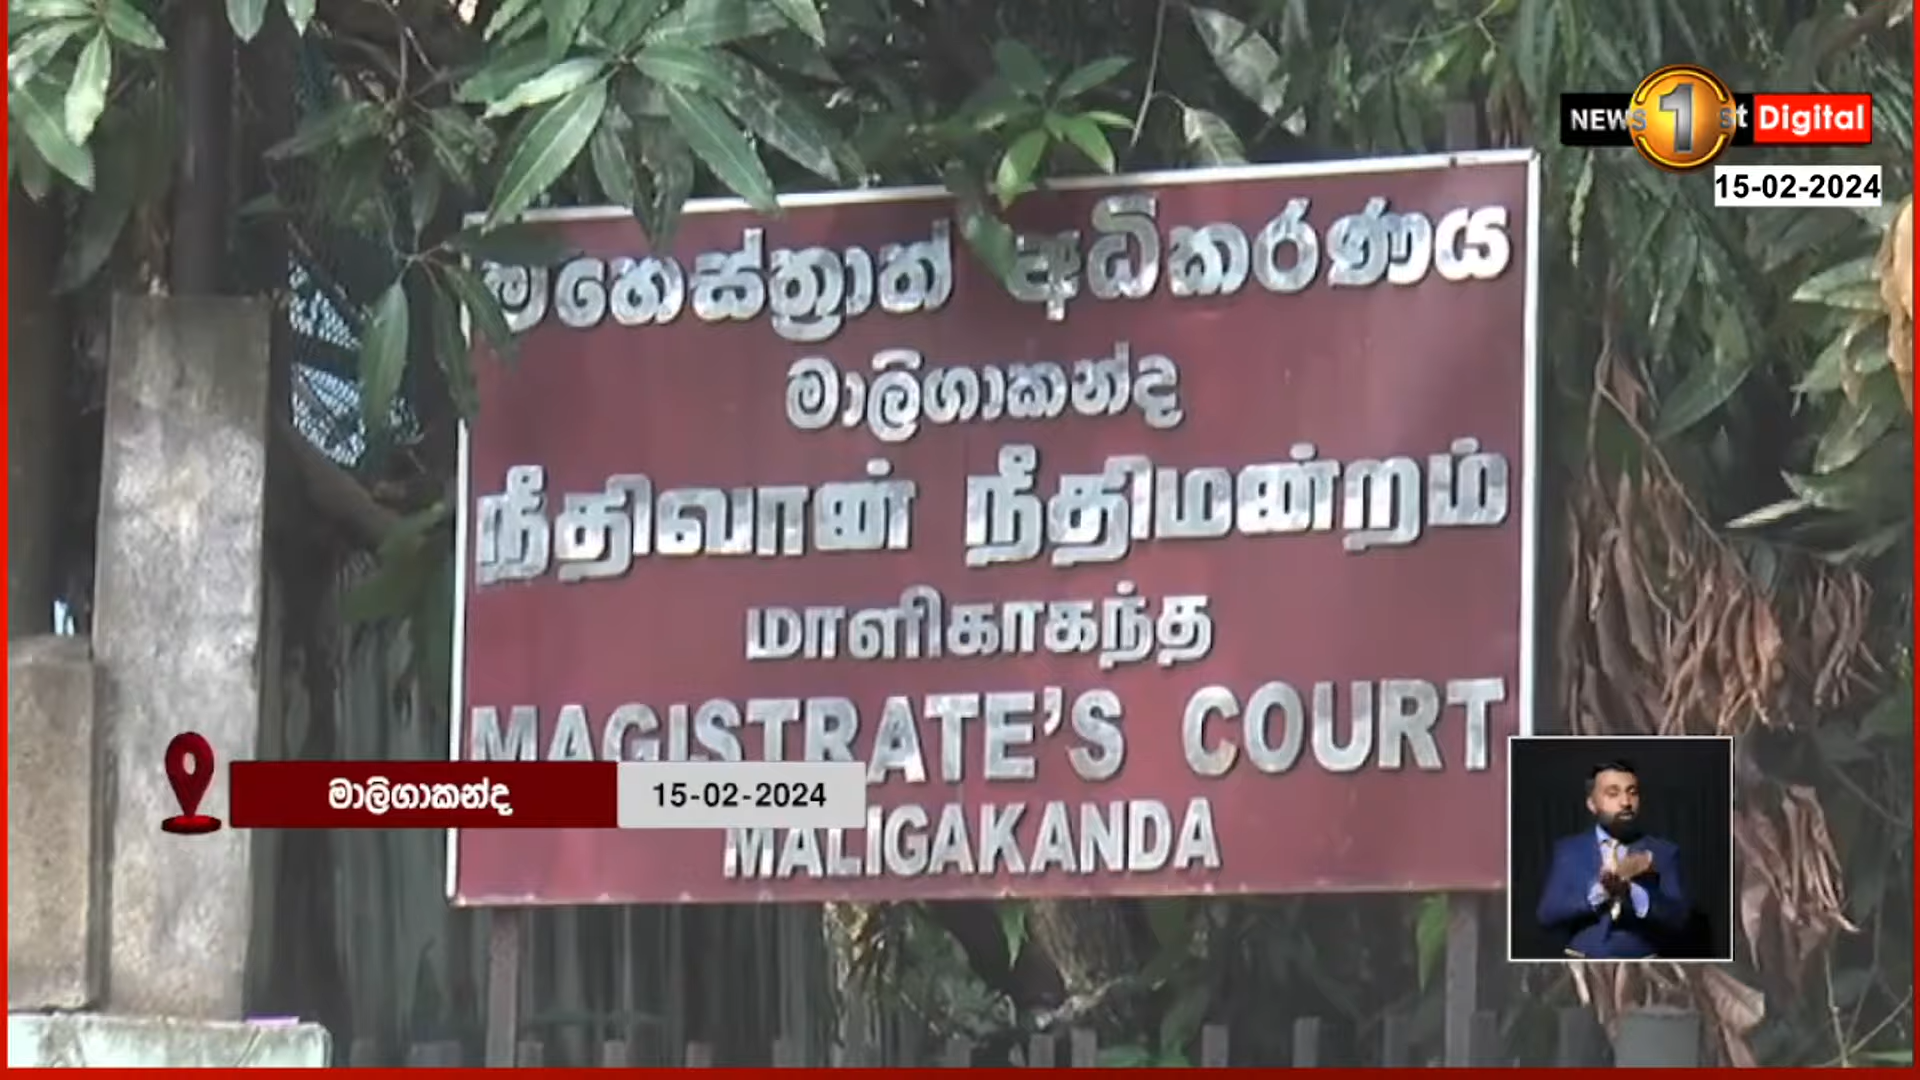 NEWS 1st Digital
15-02-2024
මහෙස්ත්‍රාත් අධිකරණය
මාලිගාකන්ද
நீதிவான் நீதிமன்றம்
மாளிகாகந்த
MAGISTRATE'S COURT
MALIGAKANDA
මාලිගාකන්ද 15-02-2024